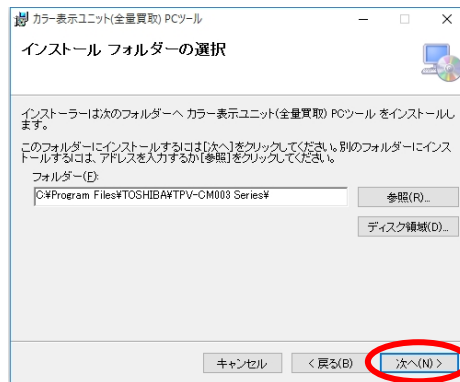 カラー表示ユニット(全量買取) PCツール
インストール フォルダーの選択
インストーラーは次のフォルダーへ カラー表示ユニット(全量買取) PCツール をインストールし
ます。
このフォルダーにインストールするには[次へ]をクリックしてください。別のフォルダーにインス
トールするには、アドレスを入力するか[参照]をクリックしてください。
フォルダー(F):
C:¥Program Files¥TOSHIBA¥TPV-CM003 Series¥
参照(R)...
ディスク領域(D)...
キャンセル
< 戻る(B)
次へ(N) >